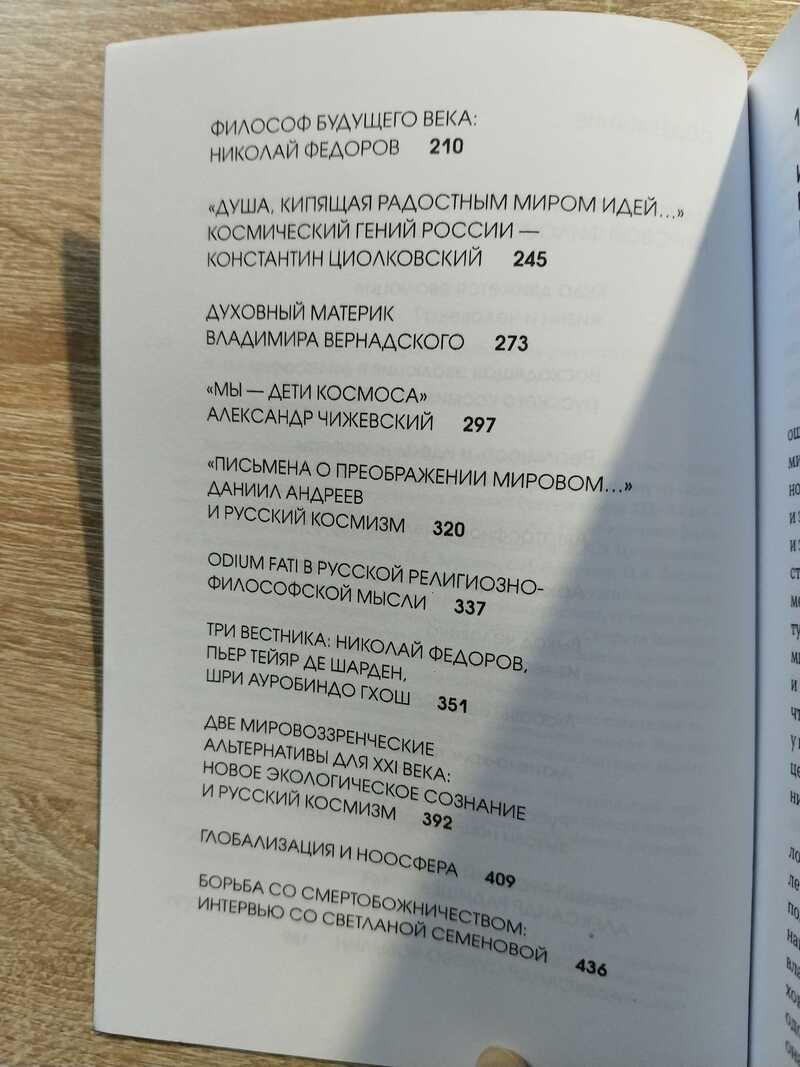 ФИЛОСОФ БУДУЩЕГО ВЕКА:
НИКОЛАЙ ФЕДОРОВ 210
«ДУША, КИПЯЩАЯ РАДОСТНЫМ МИРОМ ИДЕЙ...»
КОСМИЧЕСКИЙ ГЕНИЙ РОССИИ —
КОНСТАНТИН ЦИОЛКОВСКИЙ 245
ДУХОВНЫЙ МАТЕРИК
ВЛАДИМИРА ВЕРНАДСКОГО 273
«МЫ — ДЕТИ КОСМОСА»
АЛЕКСАНДР ЧИЖЕВСКИЙ 297
«ПИСЬМЕНА О ПРЕОБРАЖЕНИИ МИРОВОМ...»
ДАНИИЛ АНДРЕЕВ
И РУССКИЙ КОСМИЗМ 320
ODIUM FATI В РУССКОЙ РЕЛИГИОЗНО-
ФИЛОСОФСКОЙ МЫСЛИ 337
ТРИ ВЕСТНИКА: НИКОЛАЙ ФЕДОРОВ,
ПЬЕР ТЕЙЯР ДЕ ШАРДЕН,
ШРИ АУРОБИНДО ГХОШ 351
ДВЕ МИРОВОЗЗРЕНЧЕСКИЕ
АЛЬТЕРНАТИВЫ ДЛЯ XXI ВЕКА:
НОВОЕ ЭКОЛОГИЧЕСКОЕ СОЗНАНИЕ
И РУССКИЙ КОСМИЗМ 392
ГЛОБАЛИЗАЦИЯ И НООСФЕРА 409
БОРЬБА СО СМЕРТОБОЖНИЧЕСТВОМ:
ИНТЕРВЬЮ СО СВЕТЛАНОЙ СЕМЕНОВОЙ 436